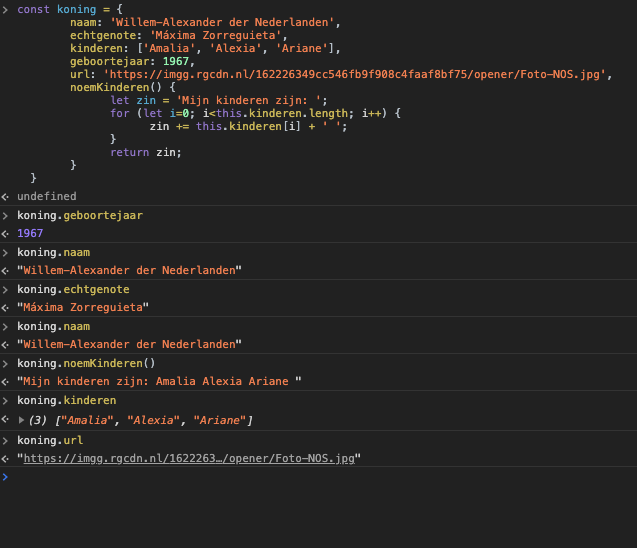 const koning = {
naam: 'Willem-Alexander der Nederlanden',
echtgenote: 'Máxima Zorreguieta',
kinderen: ['Amalia', 'Alexia', 'Ariane'],
geboortejaar: 1967,
url: 'https://imgg.rgcdn.nl/162226349cc546fb9f908c4faaf8bf75/opener/Foto-NOS.jpg',
noemKinderen() {
let zin = 'Mijn kinderen zijn: ';
for (let i=0; i<this.kinderen.length; i++) {
zin += this.kinderen[i] + ' ';
}
return zin;
}
}
undefined
koning.geboortejaar
1967
koning.naam
"Willem-Alexander der Nederlanden"
koning.echtgenote
"Máxima Zorreguieta"
koning.naam
"Willem-Alexander der Nederlanden"
koning.noemKinderen()
"Mijn kinderen zijn: Amalia Alexia Ariane "
koning.kinderen
(3) ["Amalia", "Alexia", "Ariane"]
koning.url
"https://imgg.rgcdn.nl/1622263…/opener/Foto-NOS.jpg"